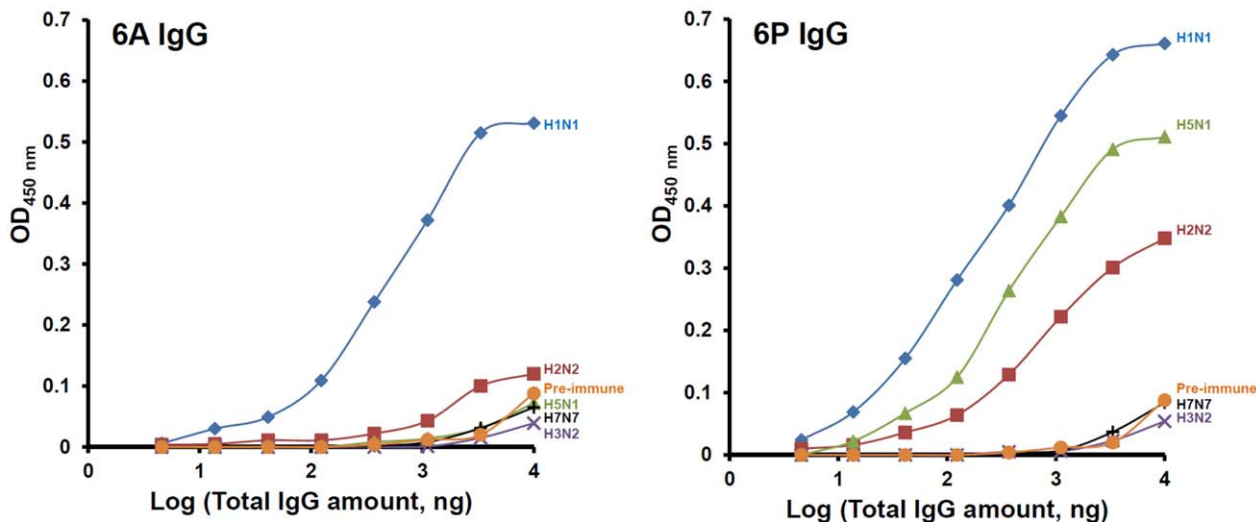 6A IgG
0.7
0.6
0.5
0.4
0.3
0.2
0.1
0
OD450 nm
H1N1
H2N2
Pre-immune
H5N1
H7N7
H3N2
0 1 2 3 4
Log (Total IgG amount, ng)
6P IgG
0.7
0.6
0.5
0.4
0.3
0.2
0.1
0
OD450 nm
H1N1
H5N1
H2N2
Pre-immune
H7N7
H3N2
0 1 2 3 4
Log (Total IgG amount, ng)